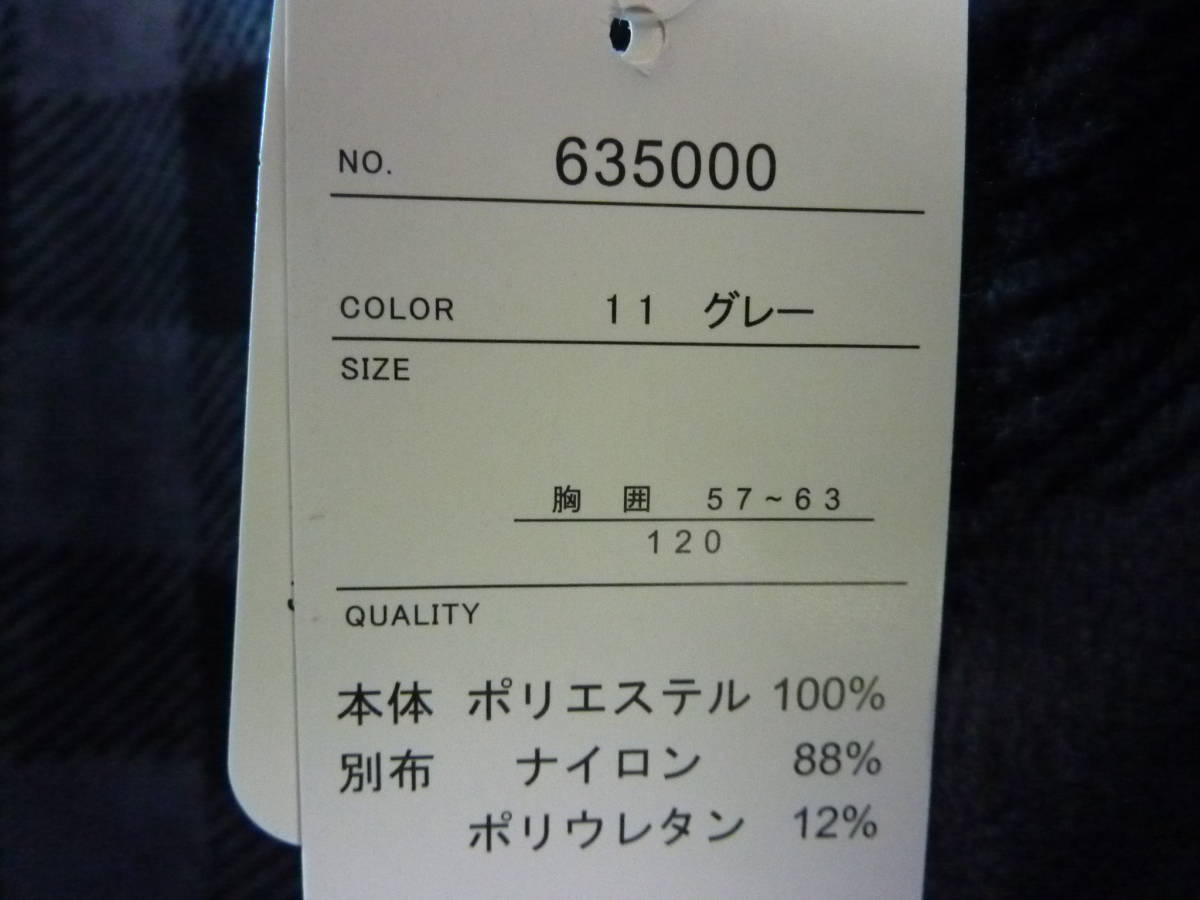 NO. 635000
COLOR 11 グレー
SIZE
胸 囲 57~63
120
QUALITY
本体 ポリエステル 100%
別布 ナイロン 88%
ポリウレタン 12%